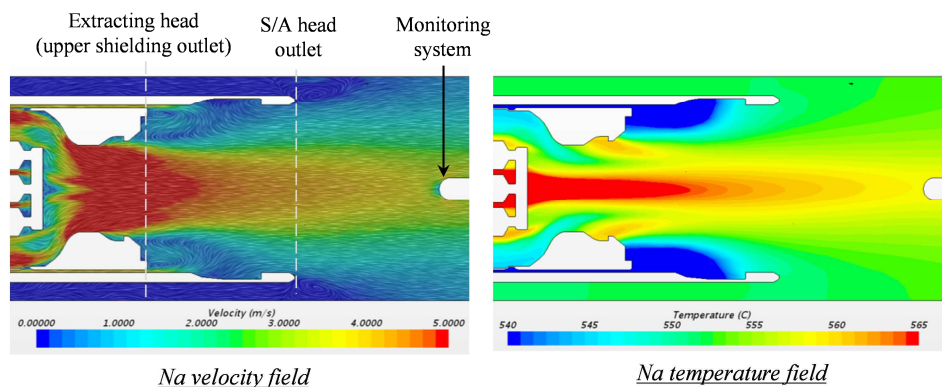 Extracting head
(upper shielding outlet)
S/A head
outlet
Monitoring
system
Velocity (m/s)
0.00000 1.0000 2.0000 3.0000 4.0000 5.0000
Temperature (C)
540 545 550 555 560 565
Na velocity field
Na temperature field